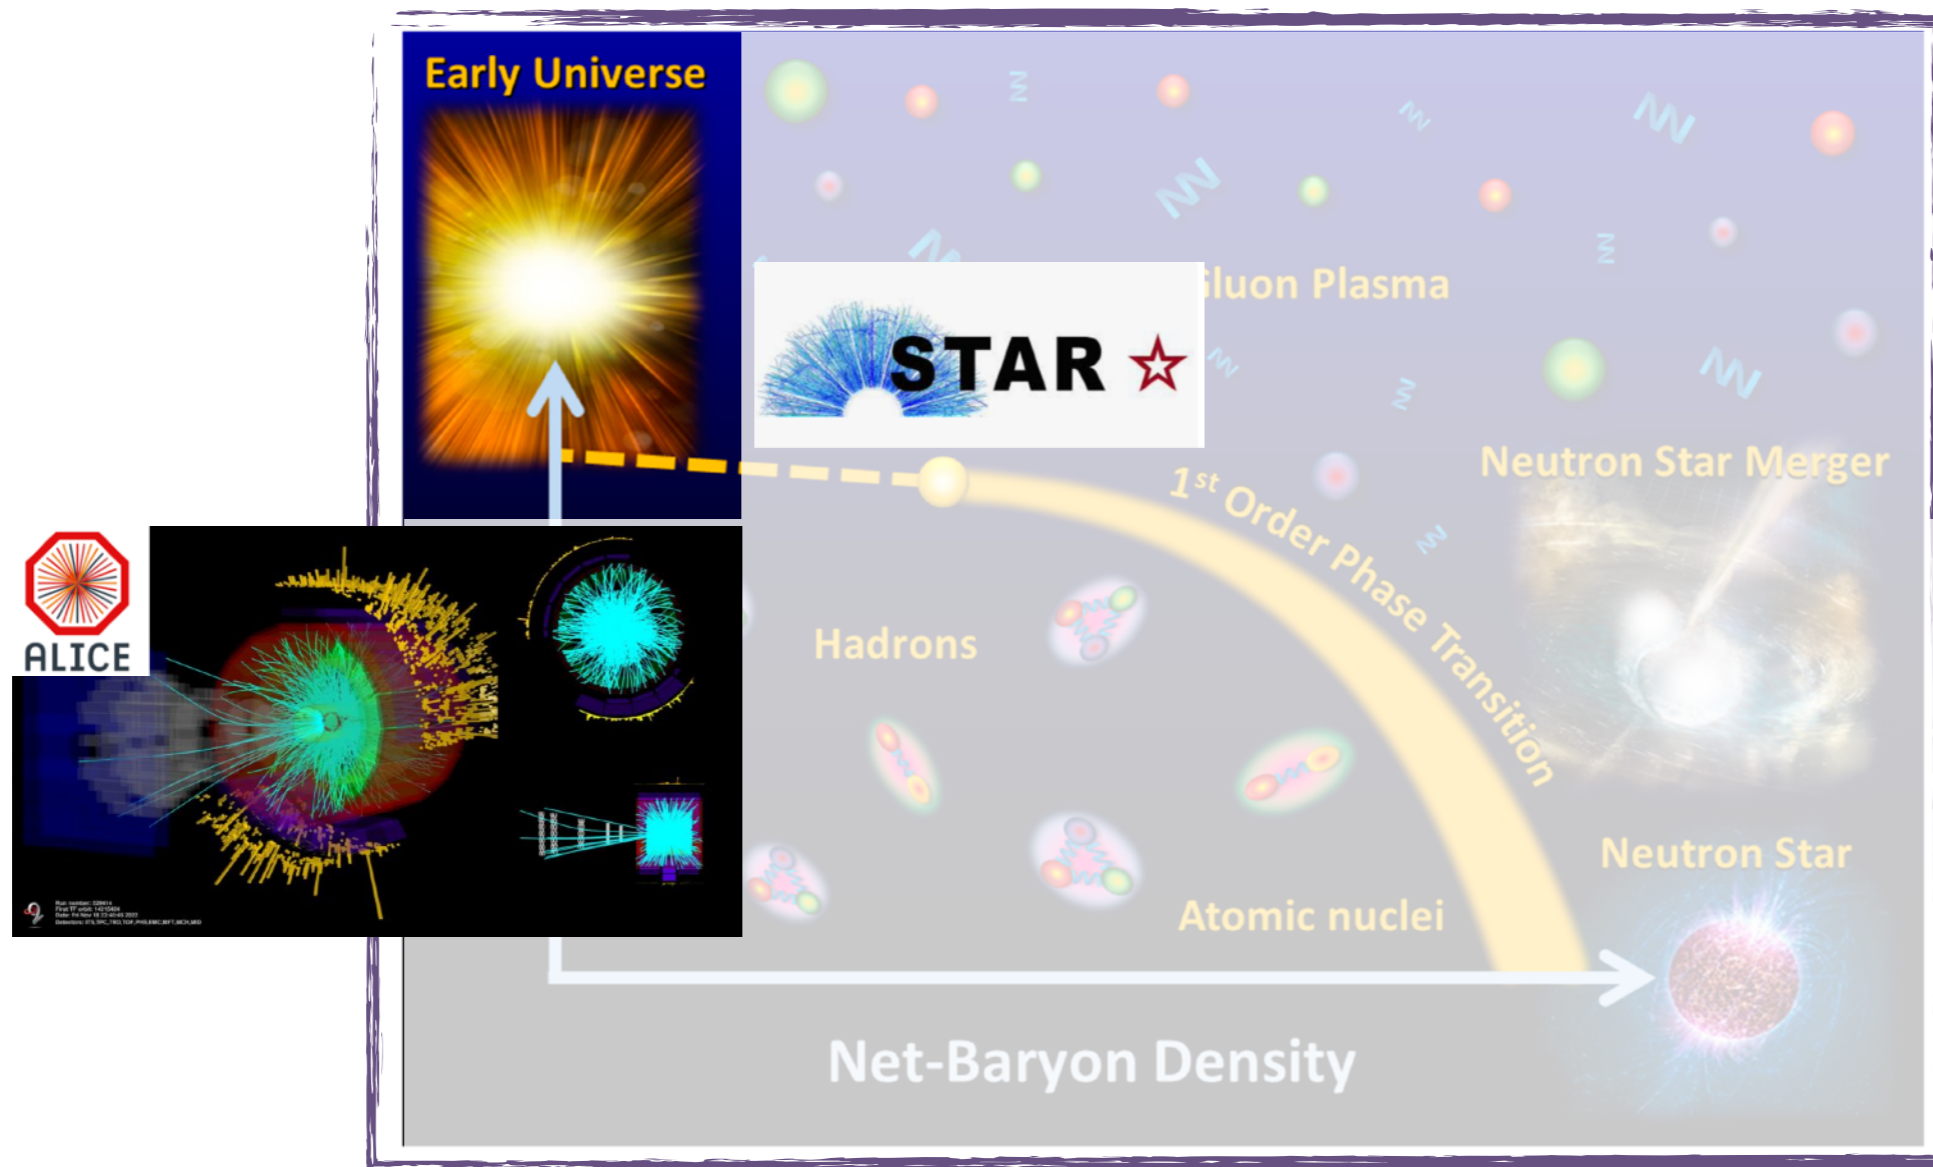 Early Universe
Gluon Plasma
STAR
1st Order Phase Transition
Neutron Star Merger
ALICE
Hadrons
Neutron Star
Atomic nuclei
Net-Baryon Density